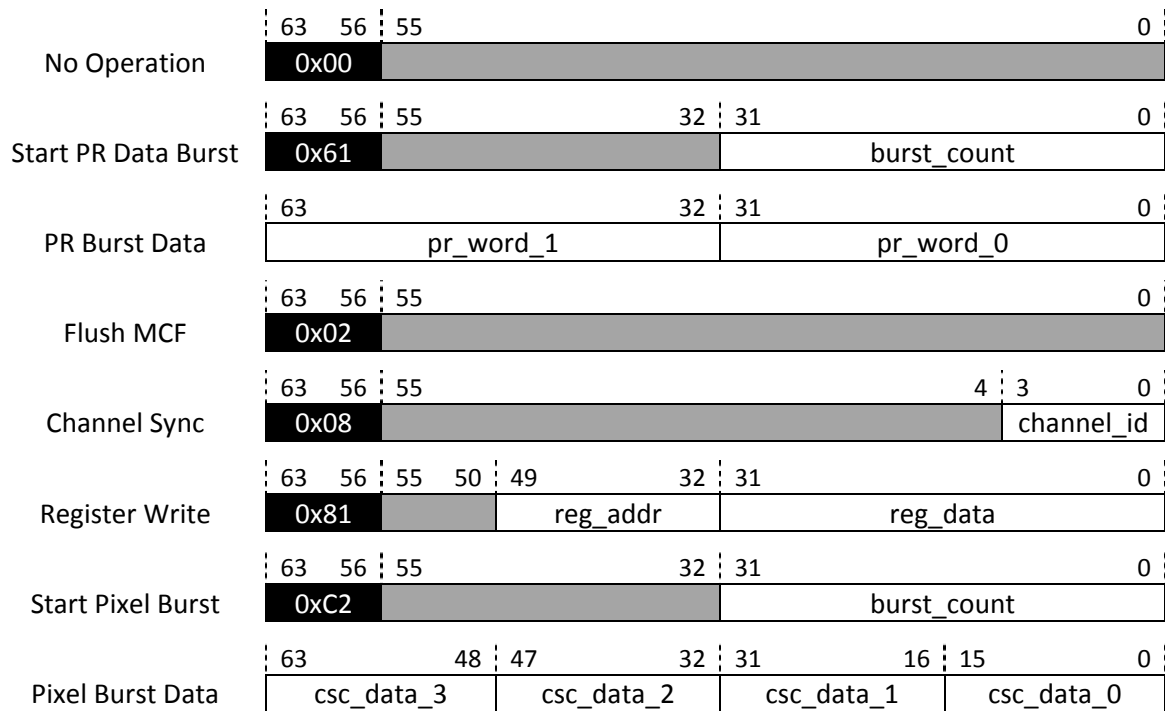 63 56 55 0
No Operation 0x00
63 56 55 32 31 0
Start PR Data Burst 0x61 burst_count
63 32 31 0
PR Burst Data pr_word_1 pr_word_0
63 56 55 0
Flush MCF 0x02
63 56 55 4 3 0
Channel Sync 0x08 channel_id
63 56 55 50 49 32 31 0
Register Write 0x81 reg_addr reg_data
63 56 55 32 31 0
Start Pixel Burst 0xC2 burst_count
63 48 47 32 31 16 15 0
Pixel Burst Data csc_data_3 csc_data_2 csc_data_1 csc_data_0